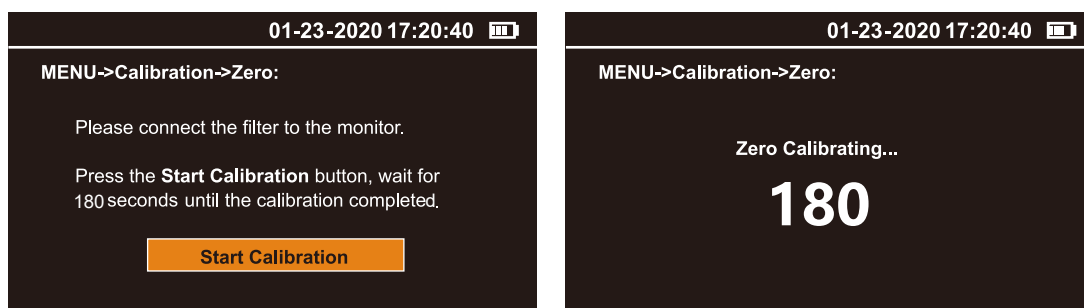 01-23-2020 17:20:40
MENU->Calibration->Zero:
Please connect the filter to the monitor.
Press the Start Calibration button, wait for
180 seconds until the calibration completed.
Start Calibration
01-23-2020 17:20:40
MENU->Calibration->Zero:
Zero Calibrating...
180